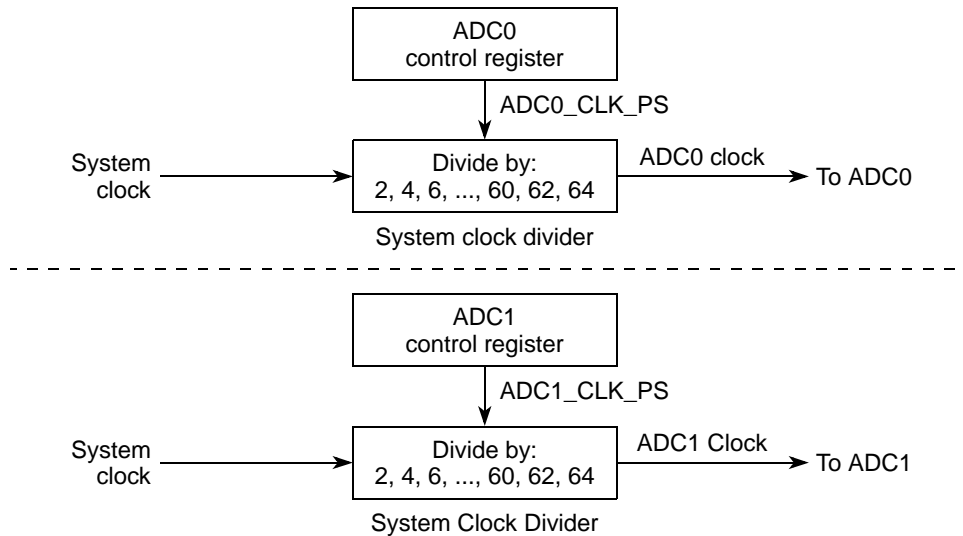 ADC0
control register
ADC0_CLK_PS
System
clock
Divide by:
2, 4, 6, ..., 60, 62, 64
ADC0 clock
To ADC0
System clock divider
ADC1
control register
ADC1_CLK_PS
System
clock
Divide by:
2, 4, 6, ..., 60, 62, 64
ADC1 Clock
To ADC1
System Clock Divider